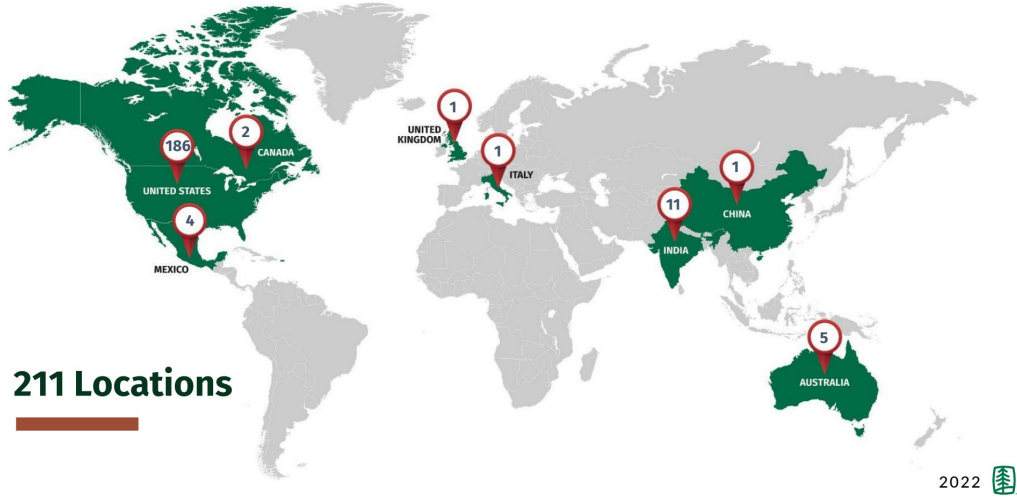 1
UNITED
KINGDOM
2
CANADA
186
UNITED STATES
1
ITALY
1
CHINA
4
MEXICO
11
INDIA
5
AUSTRALIA
211 Locations
2022